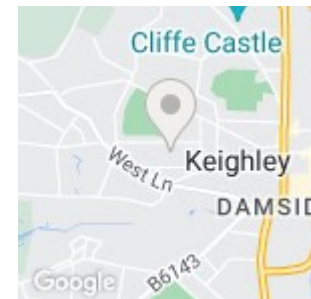 Cliffe Castle
West Ln
Keighley
DAMSID
B6143
Google